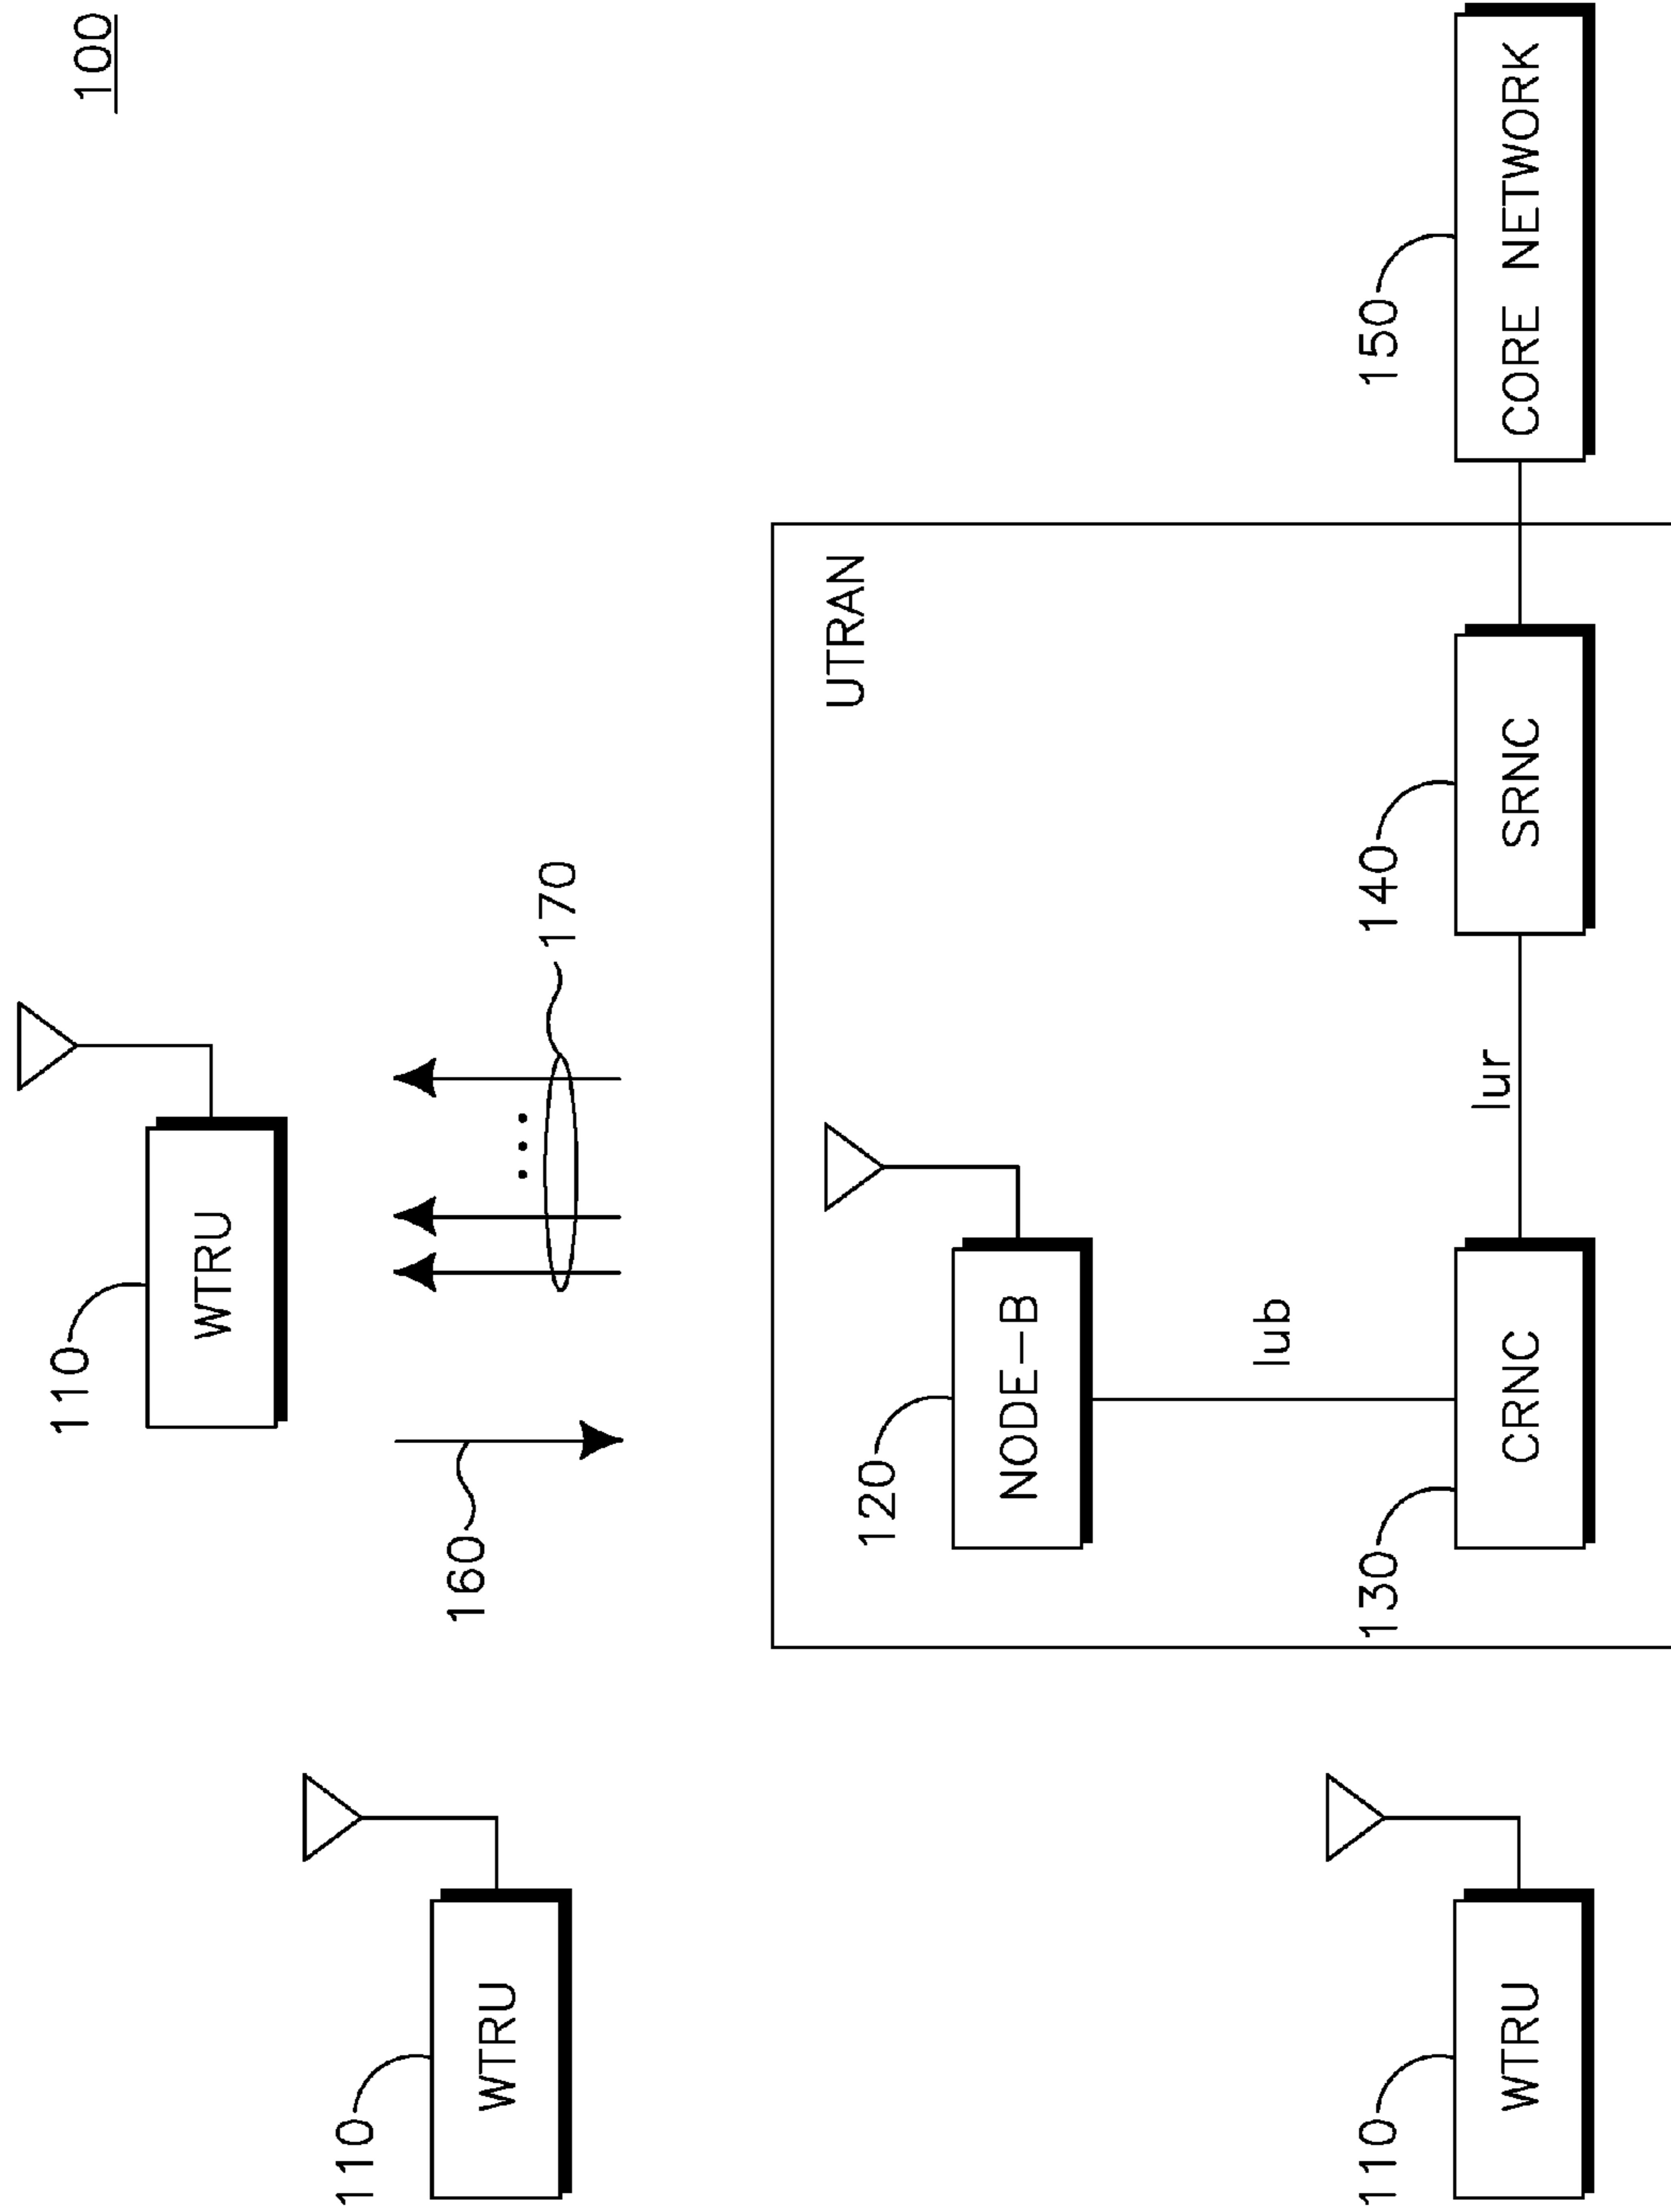 100
110
WTRU
160
170
110
WTRU
UTRAN
120
NODE-B
Iub
110
WTRU
130
CRNC
Iur
140
SRNC
150
CORE NETWORK